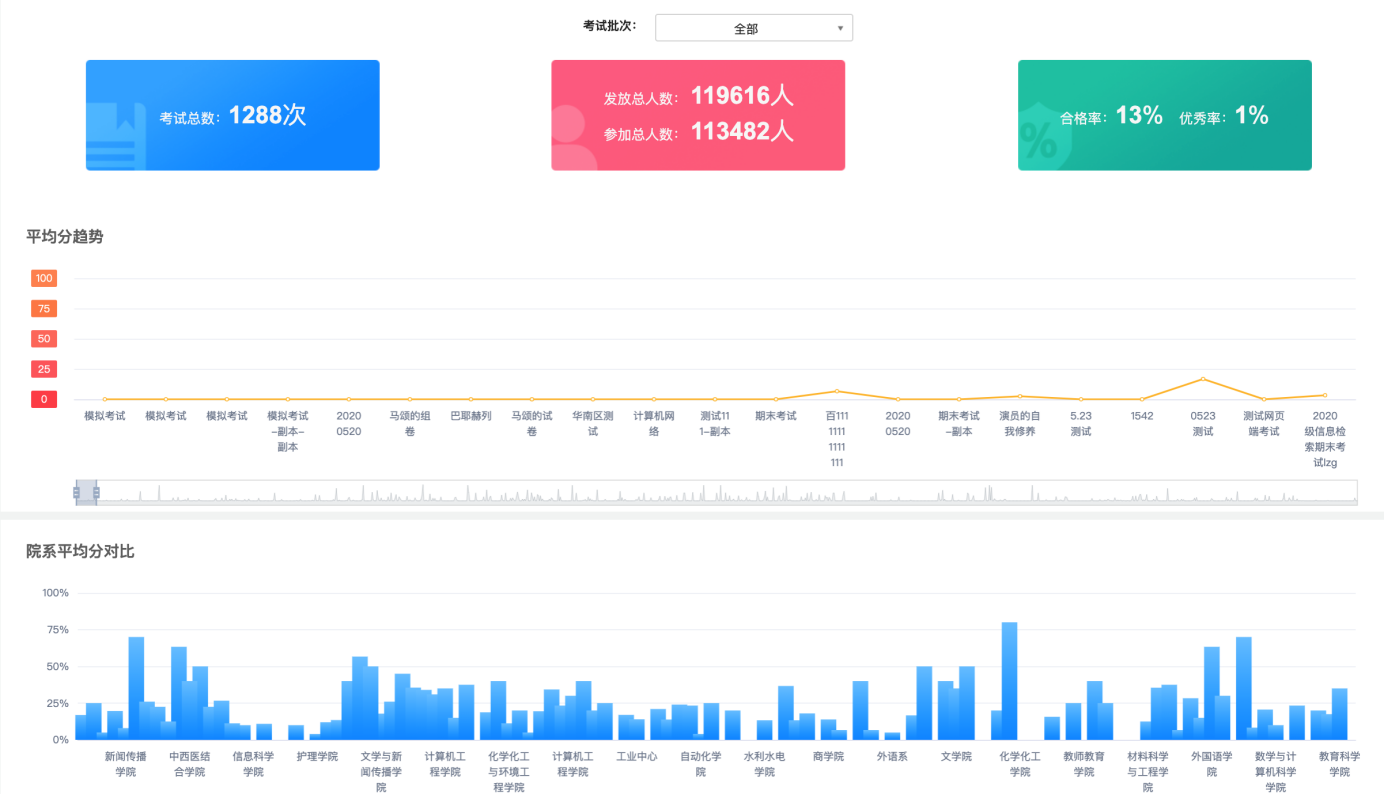 考试批次：
全部
考试总数：1288次
发放总人数：119616人
参加总人数：113482人
%
合格率：13% 优秀率：1%
平均分趋势
100
75
50
25
0
模拟考试
模拟考试
模拟考试
模拟考试
-副本-
副本
2020
0520
马颂的组
卷
巴耶赫列
马颂的试
卷
华南区测
试
计算机网
络
测试11
1-副本
期末考试
百111
1111
1111
111
2020
0520
期末考试
-副本
演员的自
我修养
5.23
测试
1542
0523
测试
测试网页
端考试
2020
级信息检
索期末考
试lzg
院系平均分对比
100%
75%
50%
25%
0%
新闻传播
学院
中西医结
合学院
信息科学
学院
护理学院
文学与新
闻传播学
院
计算机工
程学院
化学化工
与环境工
程学院
计算机工
程学院
工业中心
自动化学
院
水利水电
学院
商学院
外语系
文学院
化学化工
学院
教师教育
学院
材料科学
与工程学
院
外国语学
院
数学与计
算机科学
学院
教育科学
学院